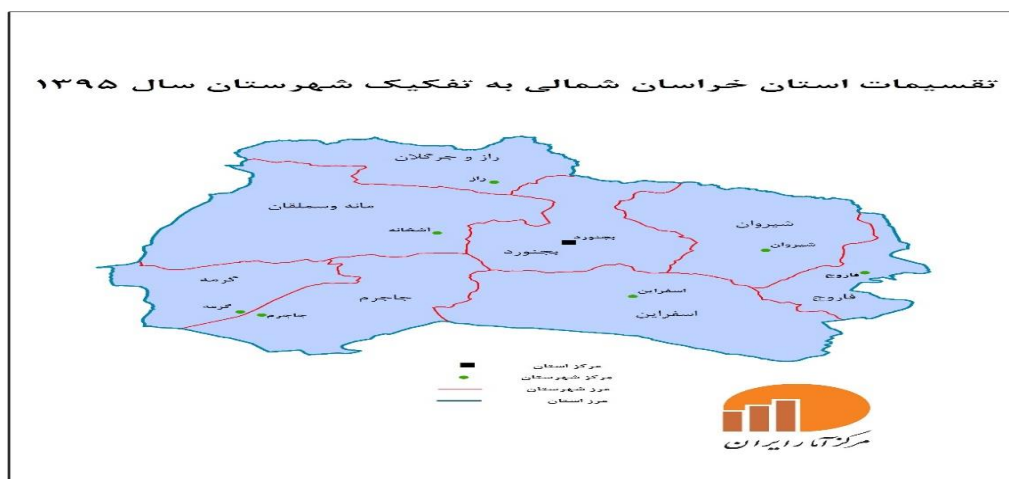 تقسیمات استان خراسان شمالی به تفکیک شهرستان سال ۱۳۹۵
راز و جرگلان
راز
مانه وسملقان
اشخانه
شیروان
شیروان
بجنورد
بجنورد
فاروج
فاروج
گرمه
گرمه
جاجرم
جاجرم
اسفراین
اسفراین
مرکز استان
مرکز شهرستان
مرز شهرستان
مرز استان
مرکز آمار ایران